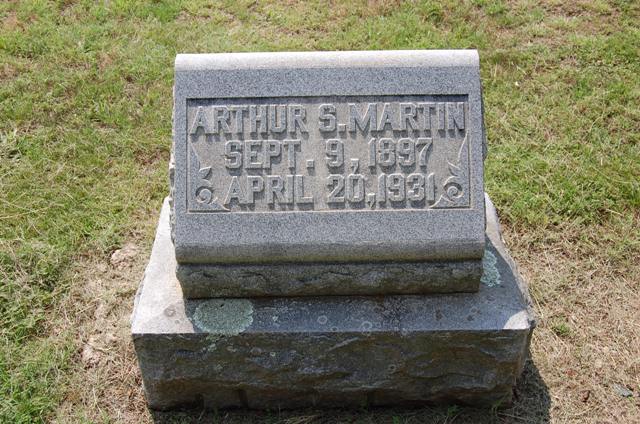 ARTHUR S. MARTIN
SEPT. 9, 1897
APRIL 20, 1931